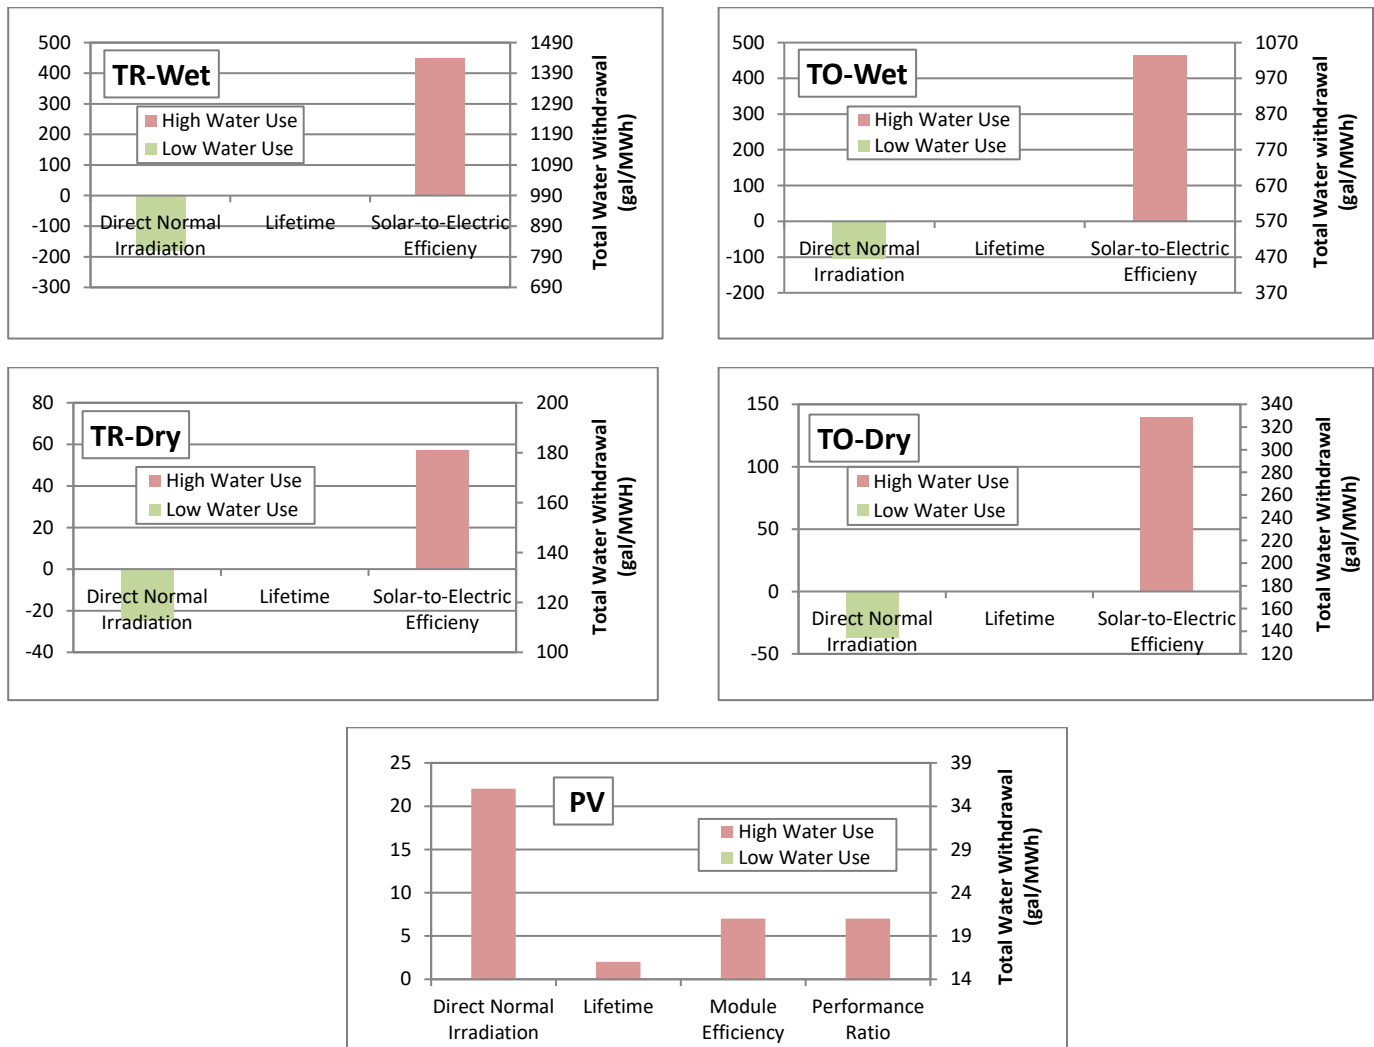 TR-Wet
500
400
300
200
100
0
-100
-200
-300
High Water Use
Low Water Use
Direct Normal
Irradiation
Lifetime
Solar-to-Electric
Efficieny
1490
1390
1290
1190
1090
990
890
790
690
Total Water Withdrawal
(gal/MWh)
TO-Wet
500
400
300
200
100
0
-100
-200
High Water Use
Low Water Use
Direct Normal
Irradiation
Lifetime
Solar-to-Electric
Efficieny
1070
970
870
770
670
570
470
370
Total Water withdrawal
(gal/MWh)
TR-Dry
80
60
40
20
0
-20
-40
High Water Use
Low Water Use
Direct Normal
Irradiation
Lifetime
Solar-to-Electric
Efficieny
200
180
160
140
120
100
Total Water Withdrawal
(gal/MWH)
TO-Dry
150
100
50
0
-50
High Water Use
Low Water Use
Direct Normal
Irradiation
Lifetime
Solar-to-Electric
Efficieny
340
320
300
280
260
240
220
200
180
160
140
120
Total Water Withdrawal
(gal/MWh)
PV
25
20
15
10
5
0
High Water Use
Low Water Use
Direct Normal
Irradiation
Lifetime
Module
Efficiency
Performance
Ratio
39
34
29
24
19
14
Total Water Withdrawal
(gal/MWh)